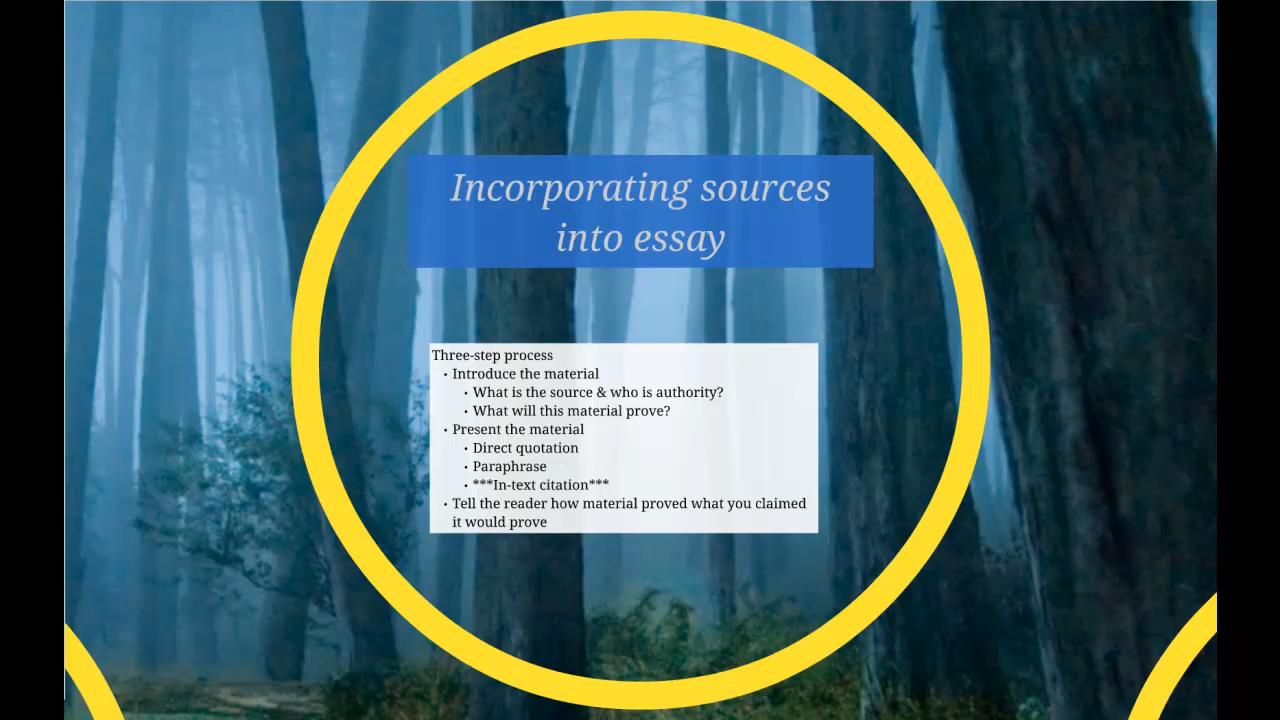 Incorporating sources
into essay
Three-step process
• Introduce the material
• What is the source & who is authority?
• What will this material prove?
• Present the material
• Direct quotation
• Paraphrase
• ***In-text citation***
• Tell the reader how material proved what you claimed
it would prove